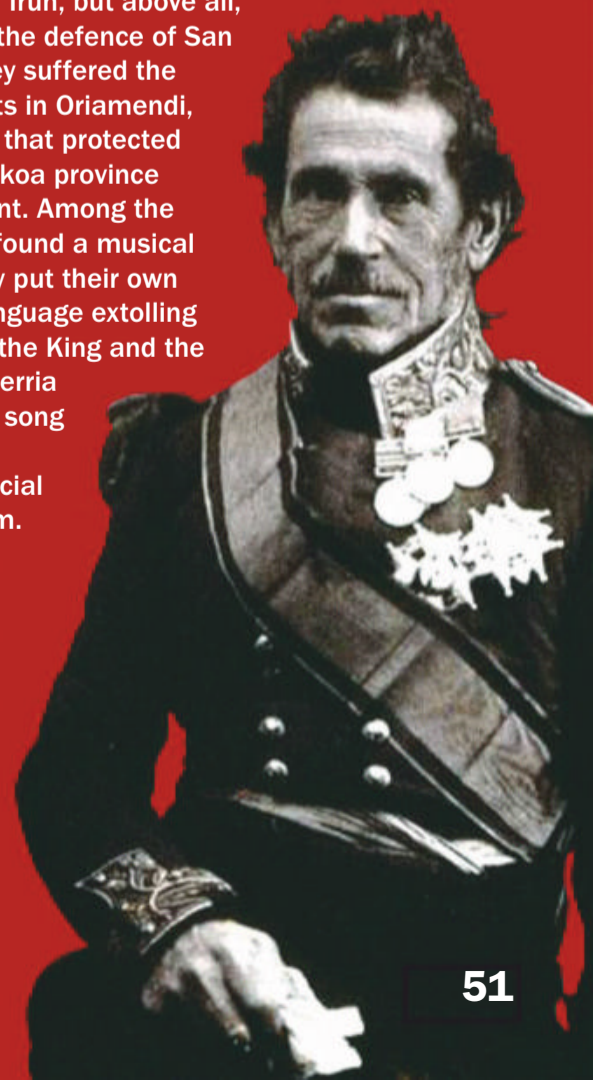 Irun, but above all,
the defence of San
ey suffered the
ts in Oriamendi,
that protected
koa province
nt. Among the
found a musical
y put their own
nguage extolling
the King and the
erria
song
cial
m.
51